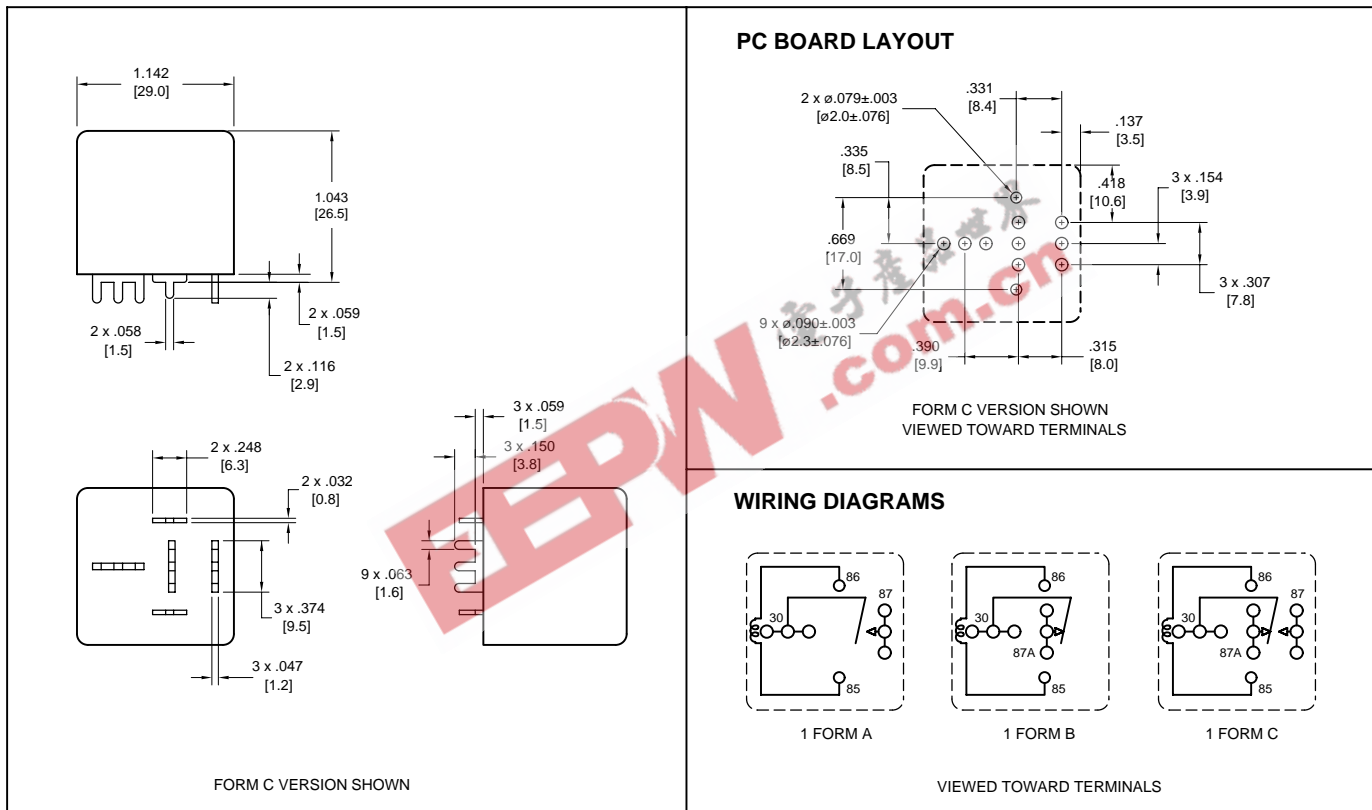 1.142
[29.0]
1.043
[26.5]
2 x .059
[1.5]
2 x .058
[1.5]
2 x .116
[2.9]
2 x .248
[6.3]
2 x .032
[0.8]
3 x .374
[9.5]
3 x .047
[1.2]
3 x .059
[1.5]
3 x .150
[3.8]
9 x .063
[1.6]
FORM C VERSION SHOWN
PC BOARD LAYOUT
2 x ø.079±.003
[ø2.0±.076]
.331
[8.4]
.137
[3.5]
.335
[8.5]
.418
[10.6]
3 x .154
[3.9]
.669
[17.0]
3 x .307
[7.8]
9 x ø.090±.003
[ø2.3±.076]
.390
[9.9]
.315
[8.0]
FORM C VERSION SHOWN
VIEWED TOWARD TERMINALS
EEPW
.com.cn
電子產品世界
WIRING DIAGRAMS
86
30
87
85
1 FORM A
86
30
87A
85
1 FORM B
86
30
87
87A
85
1 FORM C
VIEWED TOWARD TERMINALS